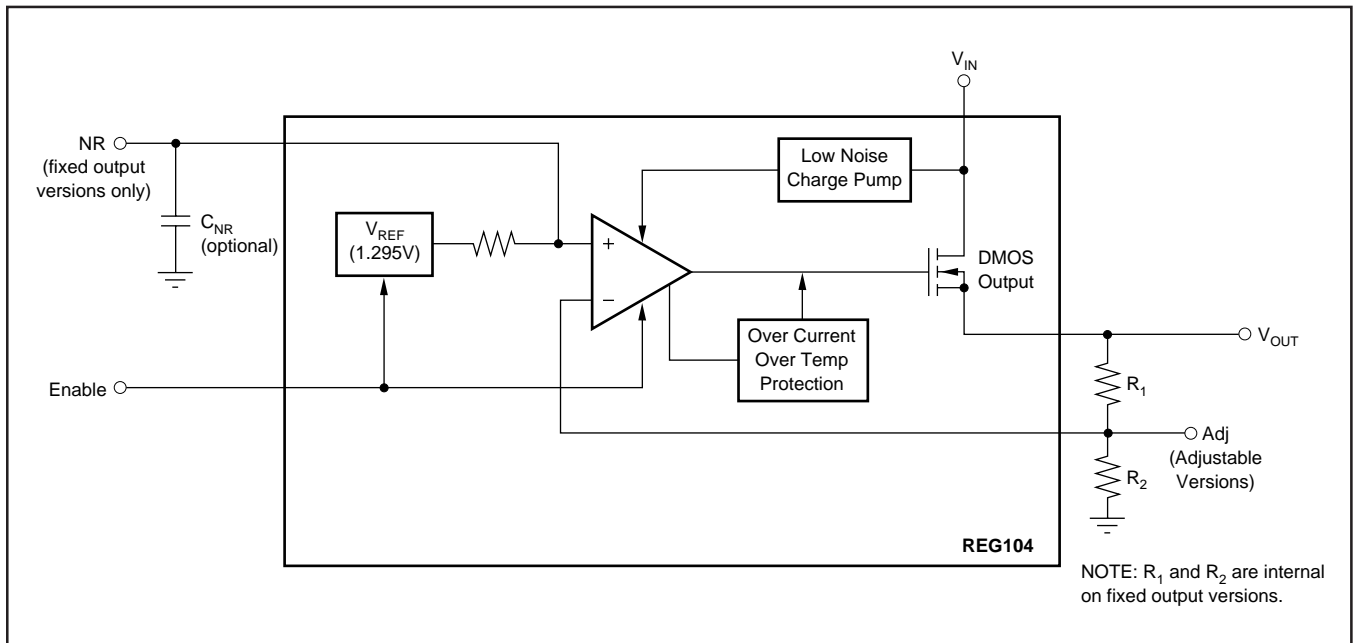 V_IN
NR
(fixed output
versions only)
C_NR
(optional)
Low Noise
Charge Pump
V_REF
(1.295V)
+
−
DMOS
Output
Over Current
Over Temp
Protection
V_OUT
R_1
Enable
Adj
(Adjustable
Versions)
R_2
REG104
NOTE: R_1 and R_2 are internal
on fixed output versions.